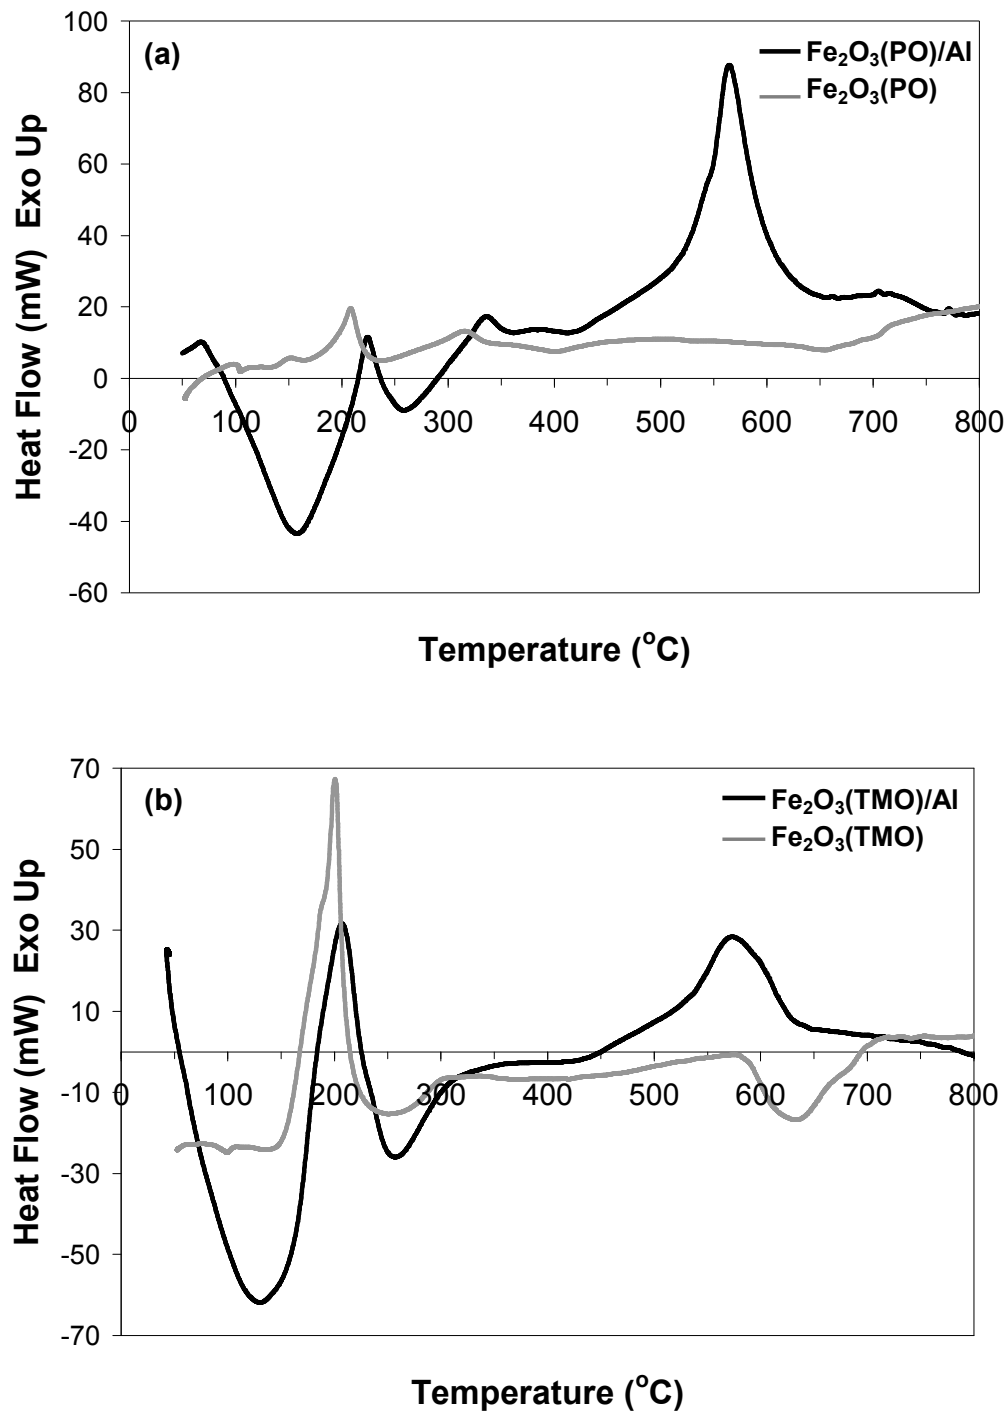 100
(a)
Fe₂O₃(PO)/Al
Fe₂O₃(PO)
80
60
40
20
0
-20
-40
-60
0 100 200 300 400 500 600 700 800
Heat Flow (mW) Exo Up
Temperature (°C)
70
(b)
Fe₂O₃(TMO)/Al
Fe₂O₃(TMO)
50
30
10
-10
-30
-50
-70
0 100 200 300 400 500 600 700 800
Heat Flow (mW) Exo Up
Temperature (°C)